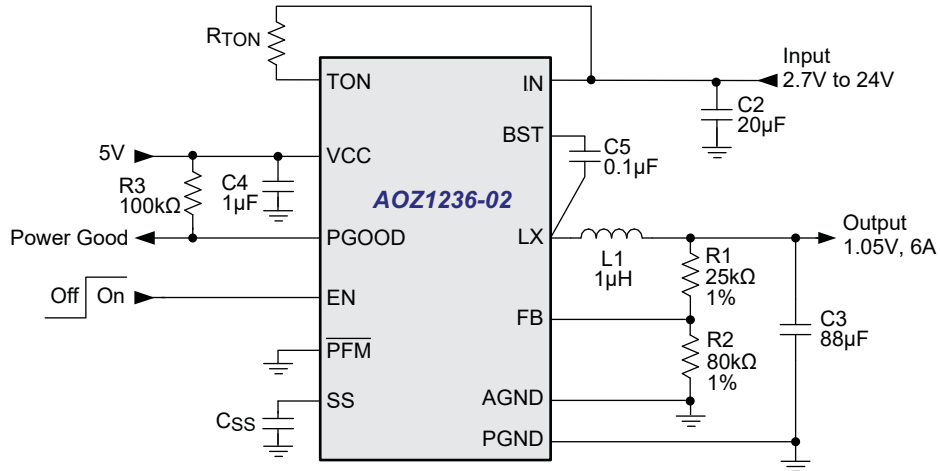 RTON
TON
IN
Input
2.7V to 24V
C2
20µF
BST
C5
0.1µF
5V
VCC
R3
100kΩ
C4
1µF
AOZ1236-02
Power Good
PGOOD
LX
L1
1µH
Output
1.05V, 6A
R1
25kΩ
1%
Off
On
EN
FB
R2
80kΩ
1%
C3
88µF
PFM
SS
CSS
AGND
PGND